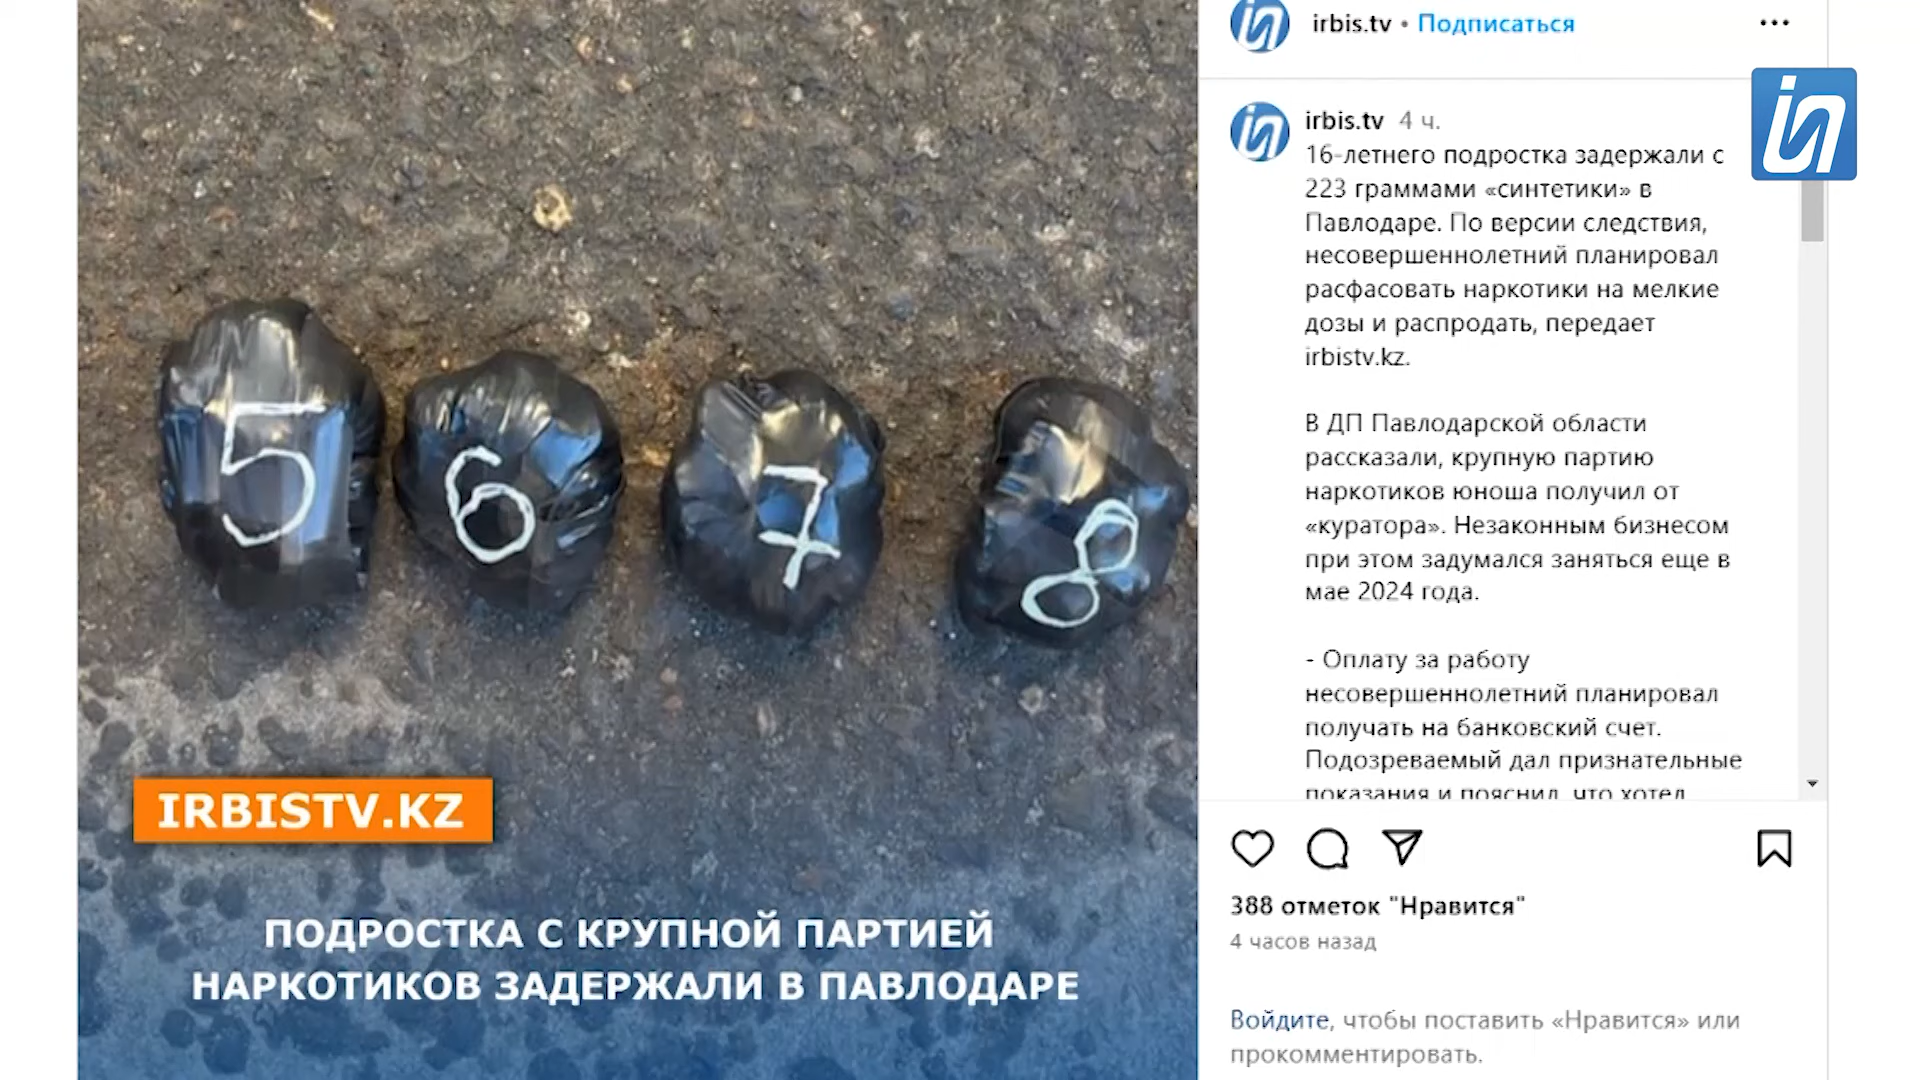 irbis.tv • Подписаться
irbis.tv 4 ч.
16-летнего подростка задержали с
223 граммами «синтетики» в
Павлодаре. По версии следствия,
несовершеннолетний планировал
расфасовать наркотики на мелкие
дозы и распродать, передает
irbistv.kz.
В ДП Павлодарской области
рассказали, крупную партию
наркотиков юноша получил от
«куратора». Незаконным бизнесом
при этом задумался заняться еще в
мае 2024 года.
- Оплату за работу
несовершеннолетний планировал
получать на банковский счет.
Подозреваемый дал признательные
показания и пояснил, что хотел
388 отметок "Нравится"
4 часов назад
Войдите, чтобы поставить «Нравится» или
прокомментировать.
5 6 7 8
IRBISTV.KZ
ПОДРОСТКА С КРУПНОЙ ПАРТИЕЙ
НАРКОТИКОВ ЗАДЕРЖАЛИ В ПАВЛОДАРЕ